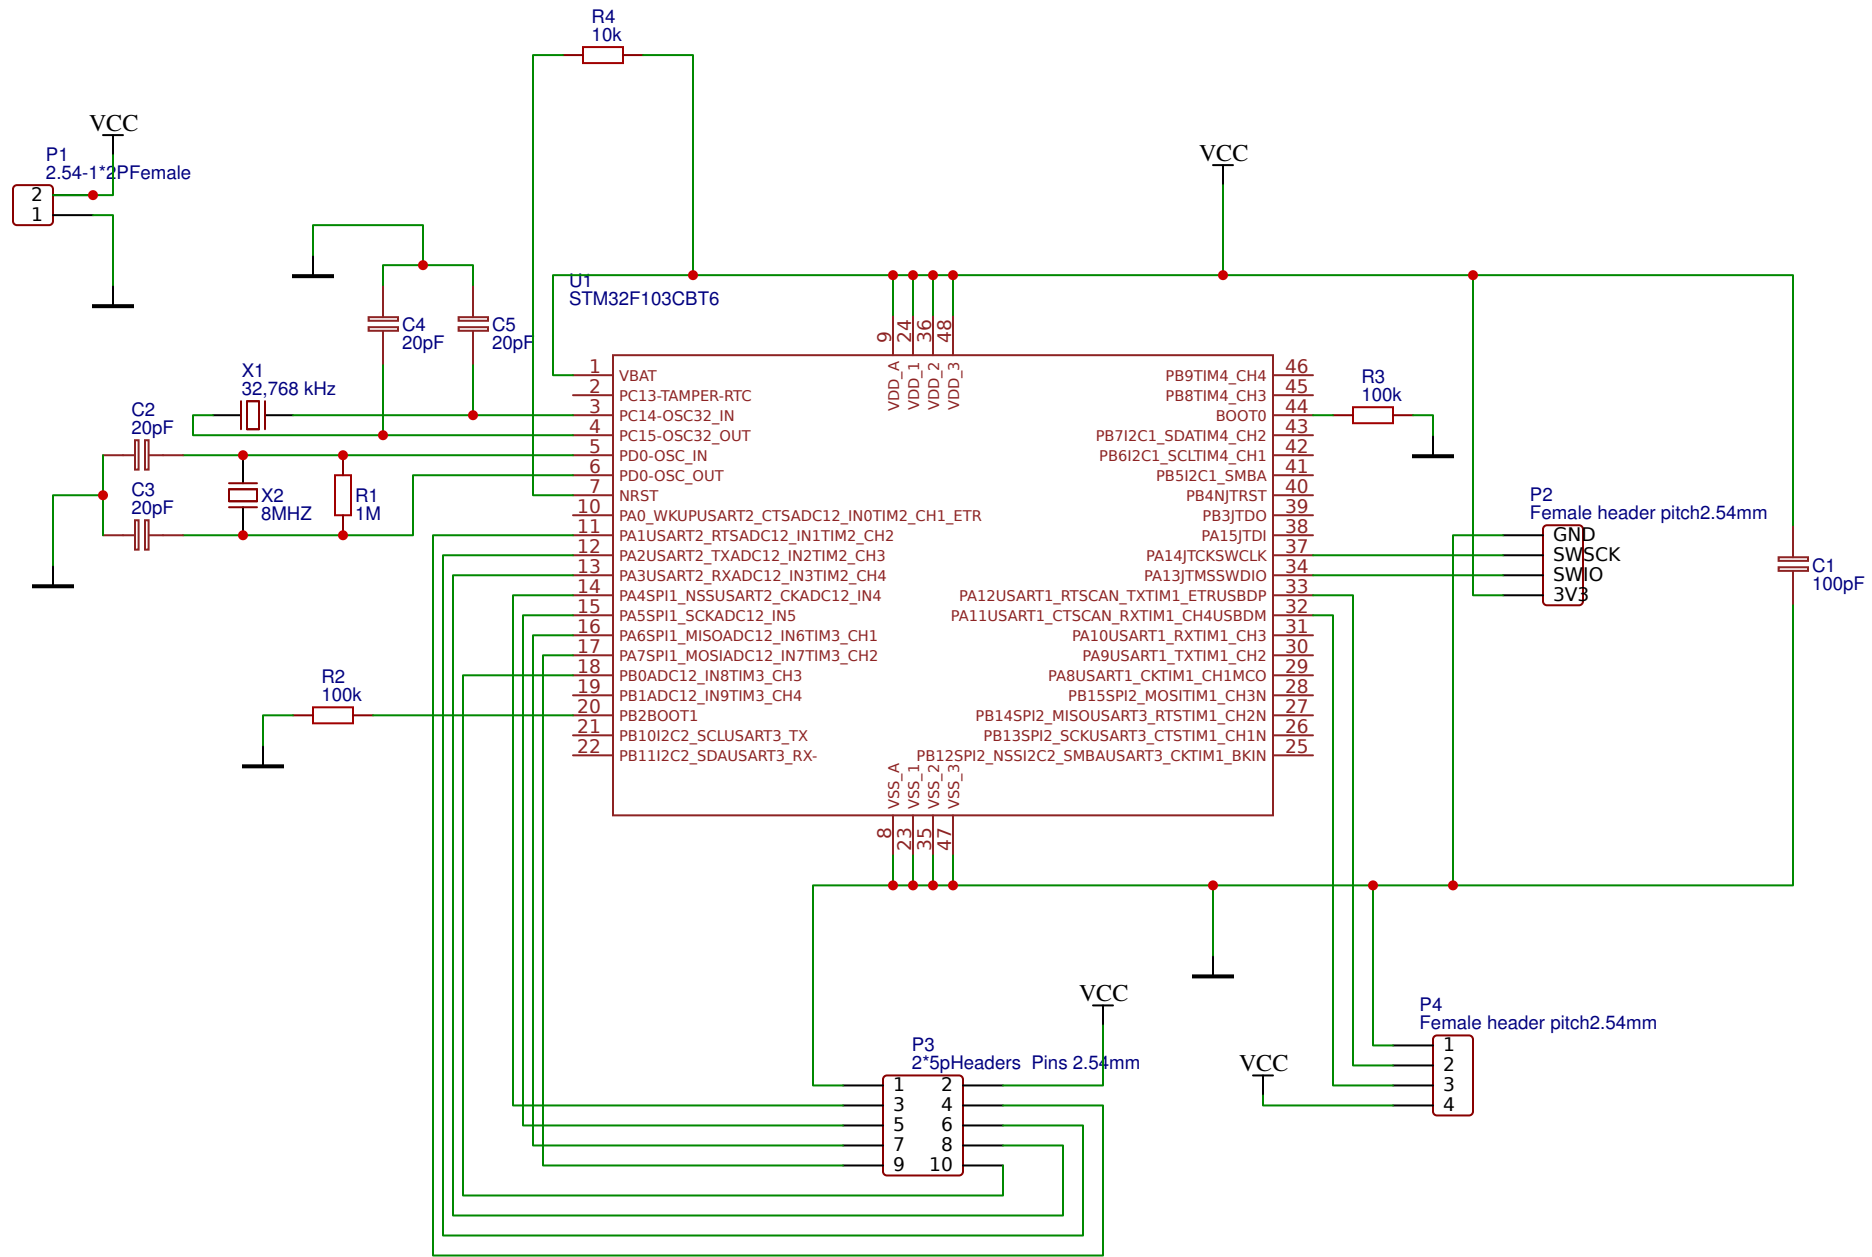 R4
10k
VCC
P1
2.54-1*2PFemale
2
1
VCC
U1
STM32F103CBT6
C4
20pF
C5
20pF
X1
32,768 kHz
C2
20pF
C3
20pF
X2
8MHZ
R1
1M
R2
100k
9 24 36 48
VDD_A VDD_1 VDD_2 VDD_3
1 VBAT
2 PC13-TAMPER-RTC
3 PC14-OSC32_IN
4 PC15-OSC32_OUT
5 PD0-OSC_IN
6 PD0-OSC_OUT
7 NRST
10 PA0_WKUPUSART2_CTSADC12_IN0TIM2_CH1_ETR
11 PA1USART2_RTSADC12_IN1TIM2_CH2
12 PA2USART2_TXADC12_IN2TIM2_CH3
13 PA3USART2_RXADC12_IN3TIM2_CH4
14 PA4SPI1_NSSUSART2_CKADC12_IN4
15 PA5SPI1_SCKADC12_IN5
16 PA6SPI1_MISOADC12_IN6TIM3_CH1
17 PA7SPI1_MOSIADC12_IN7TIM3_CH2
18 PB0ADC12_IN8TIM3_CH3
19 PB1ADC12_IN9TIM3_CH4
20 PB2BOOT1
21 PB10I2C2_SCLUSART3_TX
22 PB11I2C2_SDAUSART3_RX-
PB9TIM4_CH4 46
PB8TIM4_CH3 45
BOOT0 44
PB7I2C1_SDATIM4_CH2 43
PB6I2C1_SCLTIM4_CH1 42
PB5I2C1_SMBA 41
PB4NJTRST 40
PB3JTDO 39
PA15JTDI 38
PA14JTCKSWCLK 37
PA13JTMSSWDIO 34
PA12USART1_RTSCAN_TXTIM1_ETRUSBDP 33
PA11USART1_CTSCAN_RXTIM1_CH4USBDM 32
PA10USART1_RXTIM1_CH3 31
PA9USART1_TXTIM1_CH2 30
PA8USART1_CKTIM1_CH1MCO 29
PB15SPI2_MOSITIM1_CH3N 28
PB14SPI2_MISOUSART3_RTSTIM1_CH2N 27
PB13SPI2_SCKUSART3_CTSTIM1_CH1N 26
PB12SPI2_NSSI2C2_SMBAUSART3_CKTIM1_BKIN 25
VSS_A VSS_1 VSS_2 VSS_3
8 23 35 47
R3
100k
P2
Female header pitch2.54mm
GND
SWSCK
SWIO
3V3
C1
100pF
VCC
P3
2*5pHeaders Pins 2.54mm
1 2
3 4
5 6
7 8
9 10
P4
Female header pitch2.54mm
VCC
1
2
3
4